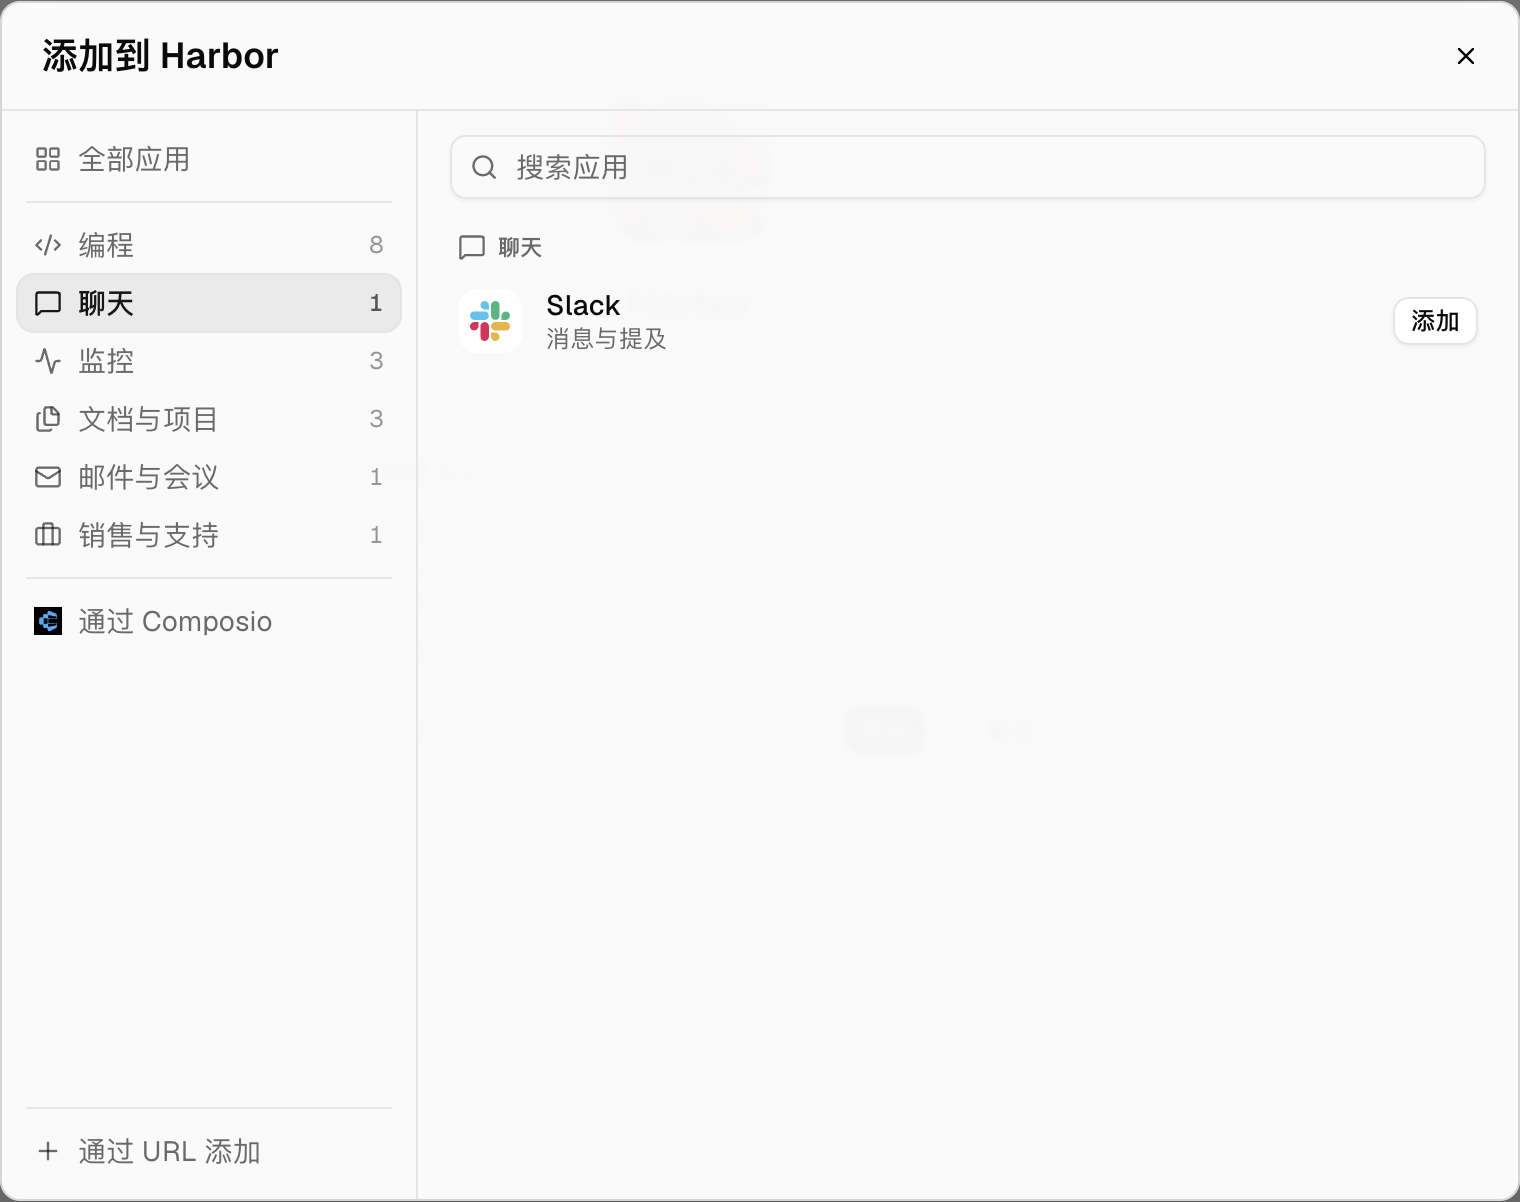 添加到 Harbor
全部应用
编程 8
聊天 1
监控 3
文档与项目 3
邮件与会议 1
销售与支持 1
通过 Composio
通过 URL 添加
搜索应用
聊天
Slack
消息与提及
添加